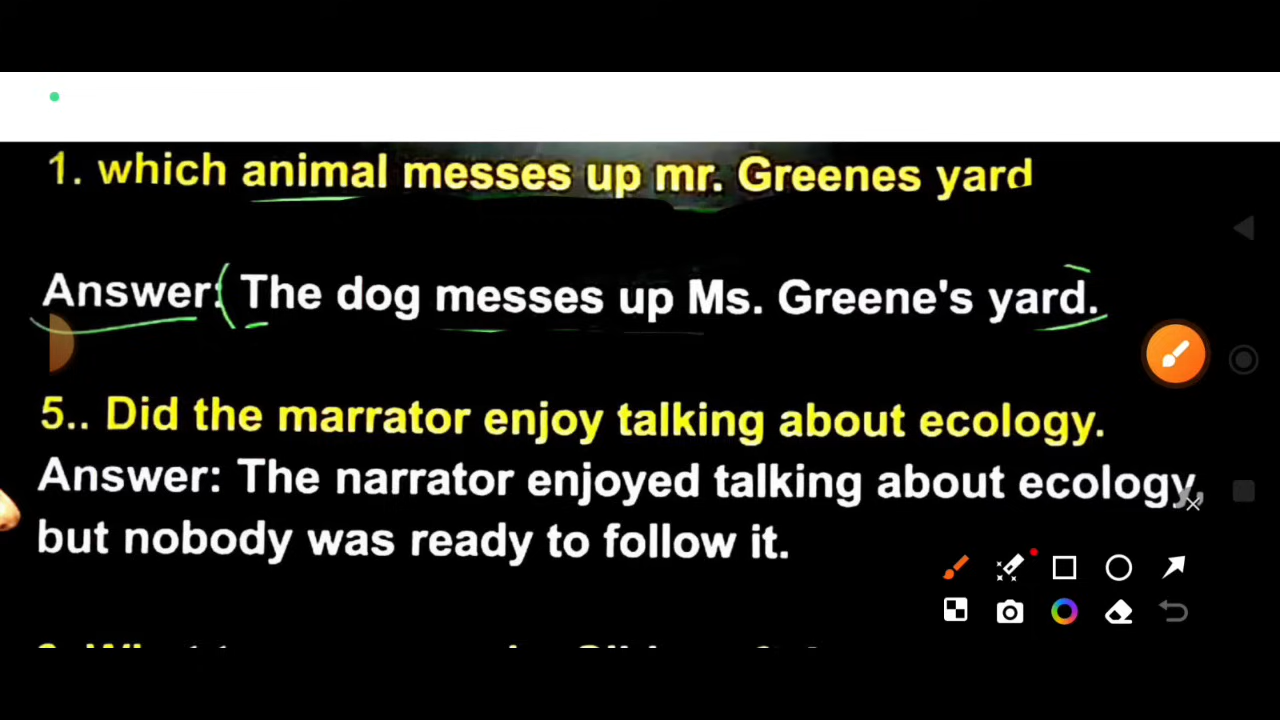 1. which animal messes up mr. Greenes yard
Answer: The dog messes up Ms. Greene's yard.
5.. Did the marrator enjoy talking about ecology.
Answer: The narrator enjoyed talking about ecology
but nobody was ready to follow it.